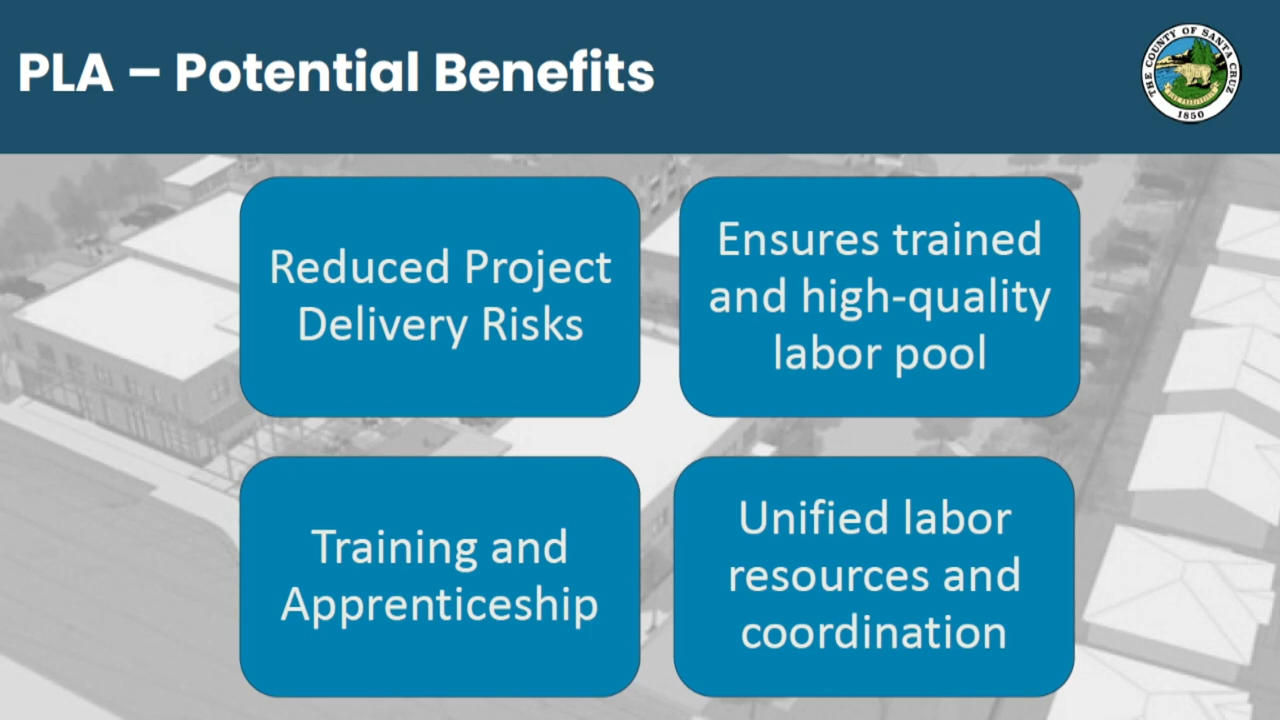 PLA – Potential Benefits
THE COUNTY OF SANTA CRUZ
1850
Reduced Project
Delivery Risks
Ensures trained
and high-quality
labor pool
Training and
Apprenticeship
Unified labor
resources and
coordination